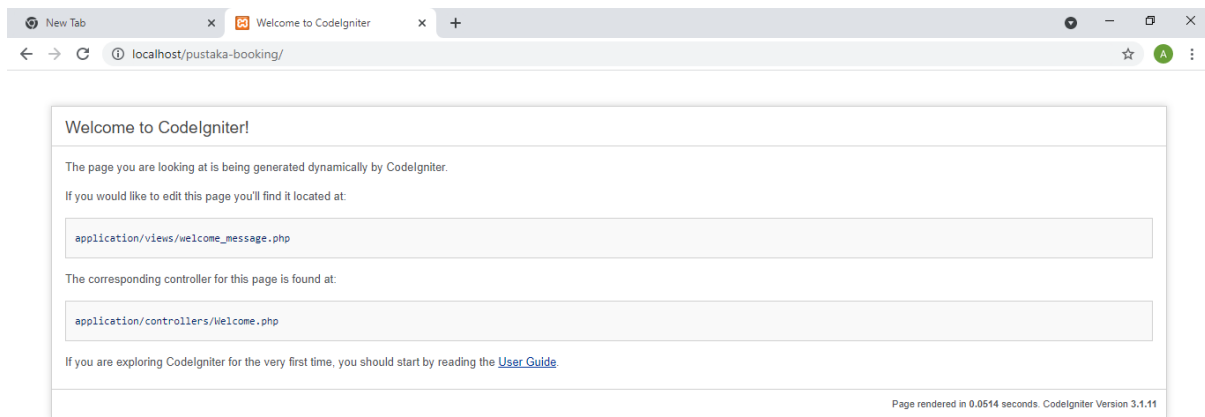 New Tab
Welcome to CodeIgniter
localhost/pustaka-booking/
A
Welcome to CodeIgniter!
The page you are looking at is being generated dynamically by CodeIgniter.
If you would like to edit this page you'll find it located at:
application/views/welcome_message.php
The corresponding controller for this page is found at:
application/controllers/Welcome.php
If you are exploring CodeIgniter for the very first time, you should start by reading the User Guide.
Page rendered in 0.0514 seconds. CodeIgniter Version 3.1.11